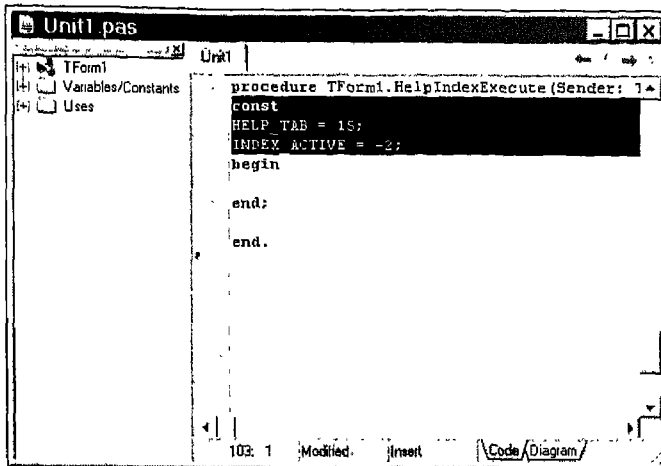 Unit1.pas
Unit1
TForm1
Variables/Constants
Uses
procedure TForm1.HelpIndexExecute(Sender: T
const
HELP_TAB = 15;
INDEX_ACTIVE = -2;
begin
end;
end.
103: 1 Modified Insert Code Diagram